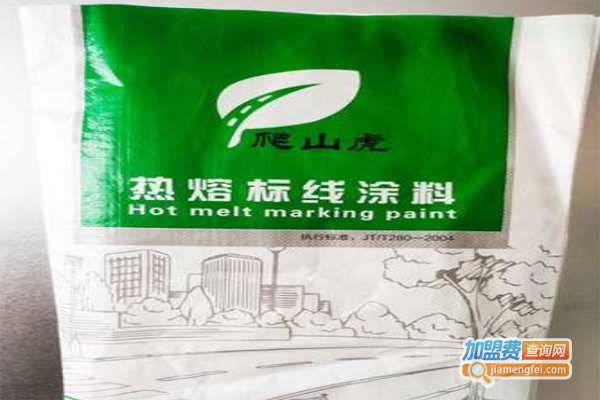 爬山虎
热熔标线涂料
Hot melt marking paint
执行标准：JT/T280—2004
加盟费查询网
jiamengfei.com